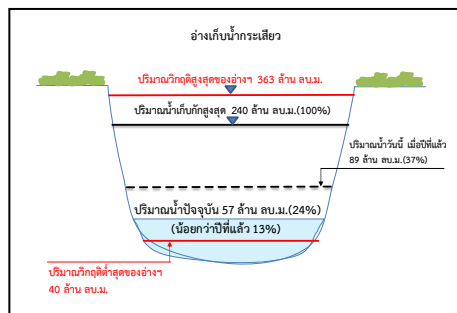 อ่างเก็บน้ำกระเสียว
ปริมาณวิกฤติสูงสุดของอ่างฯ 363 ล้าน ลบ.ม.
ปริมาณน้ำเก็บกักสูงสุด 240 ล้าน ลบ.ม.(100%)
ปริมาณน้ำวันนี้ เมื่อปีที่แล้ว
89 ล้าน ลบ.ม.(37%)
ปริมาณน้ำปัจจุบัน 57 ล้าน ลบ.ม.(24%)
(น้อยกว่าปีที่แล้ว 13%)
ปริมาณวิกฤติต่ำสุดของอ่างฯ
40 ล้าน ลบ.ม.